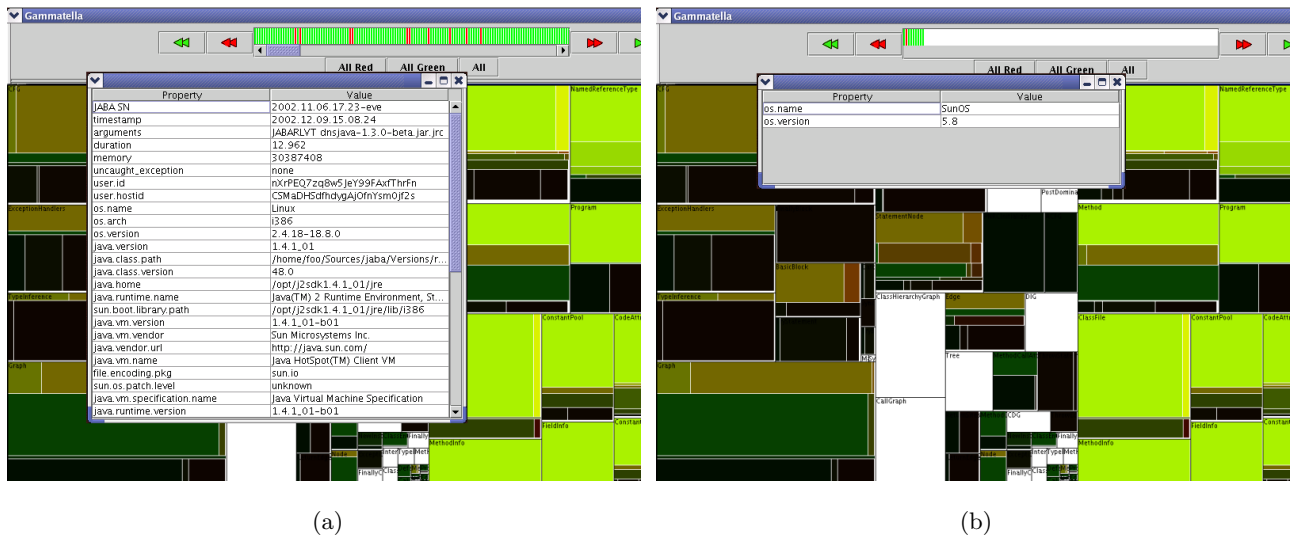 Gammatella
All Red All Green All
Property Value
JABA SN 2002.11.06.17.23-eve
timestamp 2002.12.09.15.08.24
arguments JABARLYT dnsjava-1.3.0-beta.jar.jrc
duration 12.962
memory 30387408
uncaught_exception none
user.id nXrPEQ7zq8w5JeY99FAxfThrFn
user.hostid CSMaDHSdfhdygAjOfnYsm0jf2s
os.name Linux
os.arch i386
os.version 2.4.18-18.8.0
java.version 1.4.1_01
java.class.path /home/foo/Sources/jaba/Versions/r...
java.class.version 48.0
java.home /opt/j2sdk1.4.1_01/jre
java.runtime.name Java(TM) 2 Runtime Environment, St...
sun.boot.library.path /opt/j2sdk1.4.1_01/jre/lib/i386
java.vm.version 1.4.1_01-b01
java.vm.vendor Sun Microsystems Inc.
java.vendor.url http://java.sun.com/
java.vm.name Java HotSpot(TM) Client VM
file.encoding.pkg sun.io
sun.os.patch.level unknown
java.vm.specification.name Java Virtual Machine Specification
java.runtime.version 1.4.1_01-b01
CFG
NamedReferenceType
ExceptionHandlers
Program
TypeInference
ConstantPool CodeAttri
Graph
FieldInfo Constant
MethodInfo
Node
(a)
Gammatella
All Red All Green All
Property Value
os.name SunOS
os.version 5.8
CFG
NamedReferenceType
PostDomina
ExceptionHandlers
StatementNode
Method
Program
BasicBlock
TypeInference
ClassHierarchyGraph Edge DIG
ClassFile
ConstantPool CodeAttri
Tree
Graph
CallGraph
CDG
FieldInfo Constant
MethodInfo
Node
(b)